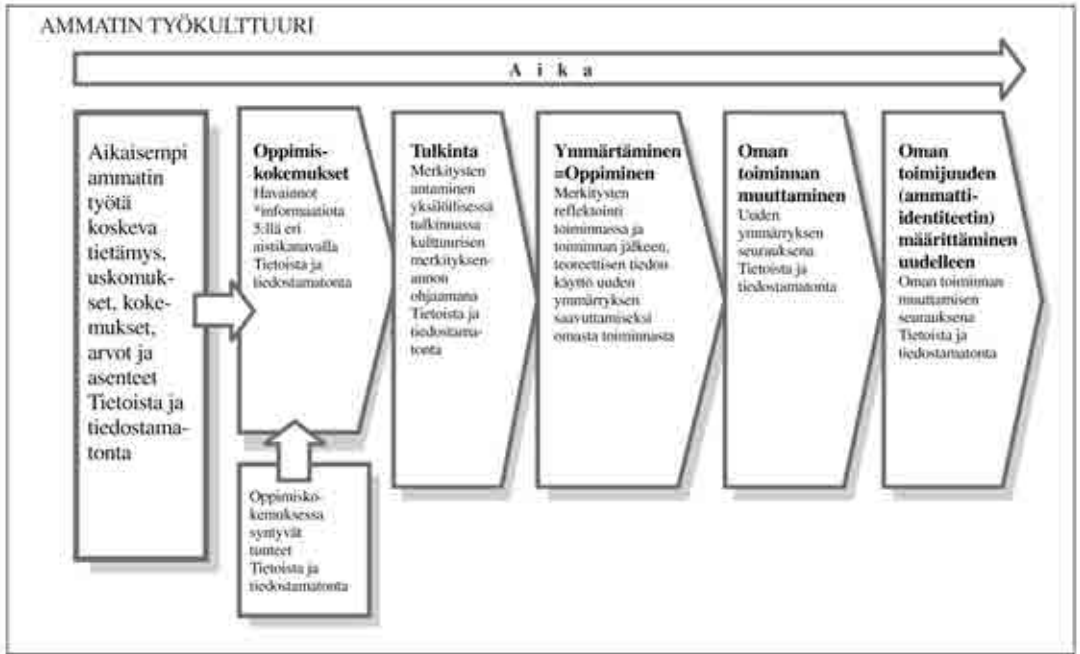 AMMATIN TYÖKULTTUURI
A i k a
Aikaisempi
ammatin
työtä
koskeva
tietämys,
uskomuk-
set, koke-
mukset,
arvot ja
asenteet
Tietoista ja
tiedostama-
tonta
Oppimis-
kokemukset
Havainnot
*informaatiota
5:llä eri
aistikanavalla
Tietoista ja
tiedostamatonta
Oppimisko-
kemuksessa
syntyvät
tunteet
Tietoista ja
tiedostamatonta
Tulkinta
Merkitysten
antaminen
yksilöllisessä
tulkinnassa
kulttuurisen
merkityksen-
annon
ohjaamana
Tietoista ja
tiedostama-
tonta
Ymmärtäminen
=Oppiminen
Merkitysten
reflektointi
toiminnassa ja
toiminnan jälkeen,
teoreettisen tiedon
käyttö uuden
ymmärryksen
saavuttamiseksi
omasta toiminnasta
Oman
toiminnan
muuttaminen
Uuden
ymmärryksen
seurauksena
Tietoista ja
tiedostamatonta
Oman
toimijuuden
(ammatti-
identiteetin)
määrittäminen
uudelleen
Oman toiminnan
muuttamisen
seurauksena
Tietoista ja
tiedostamatonta